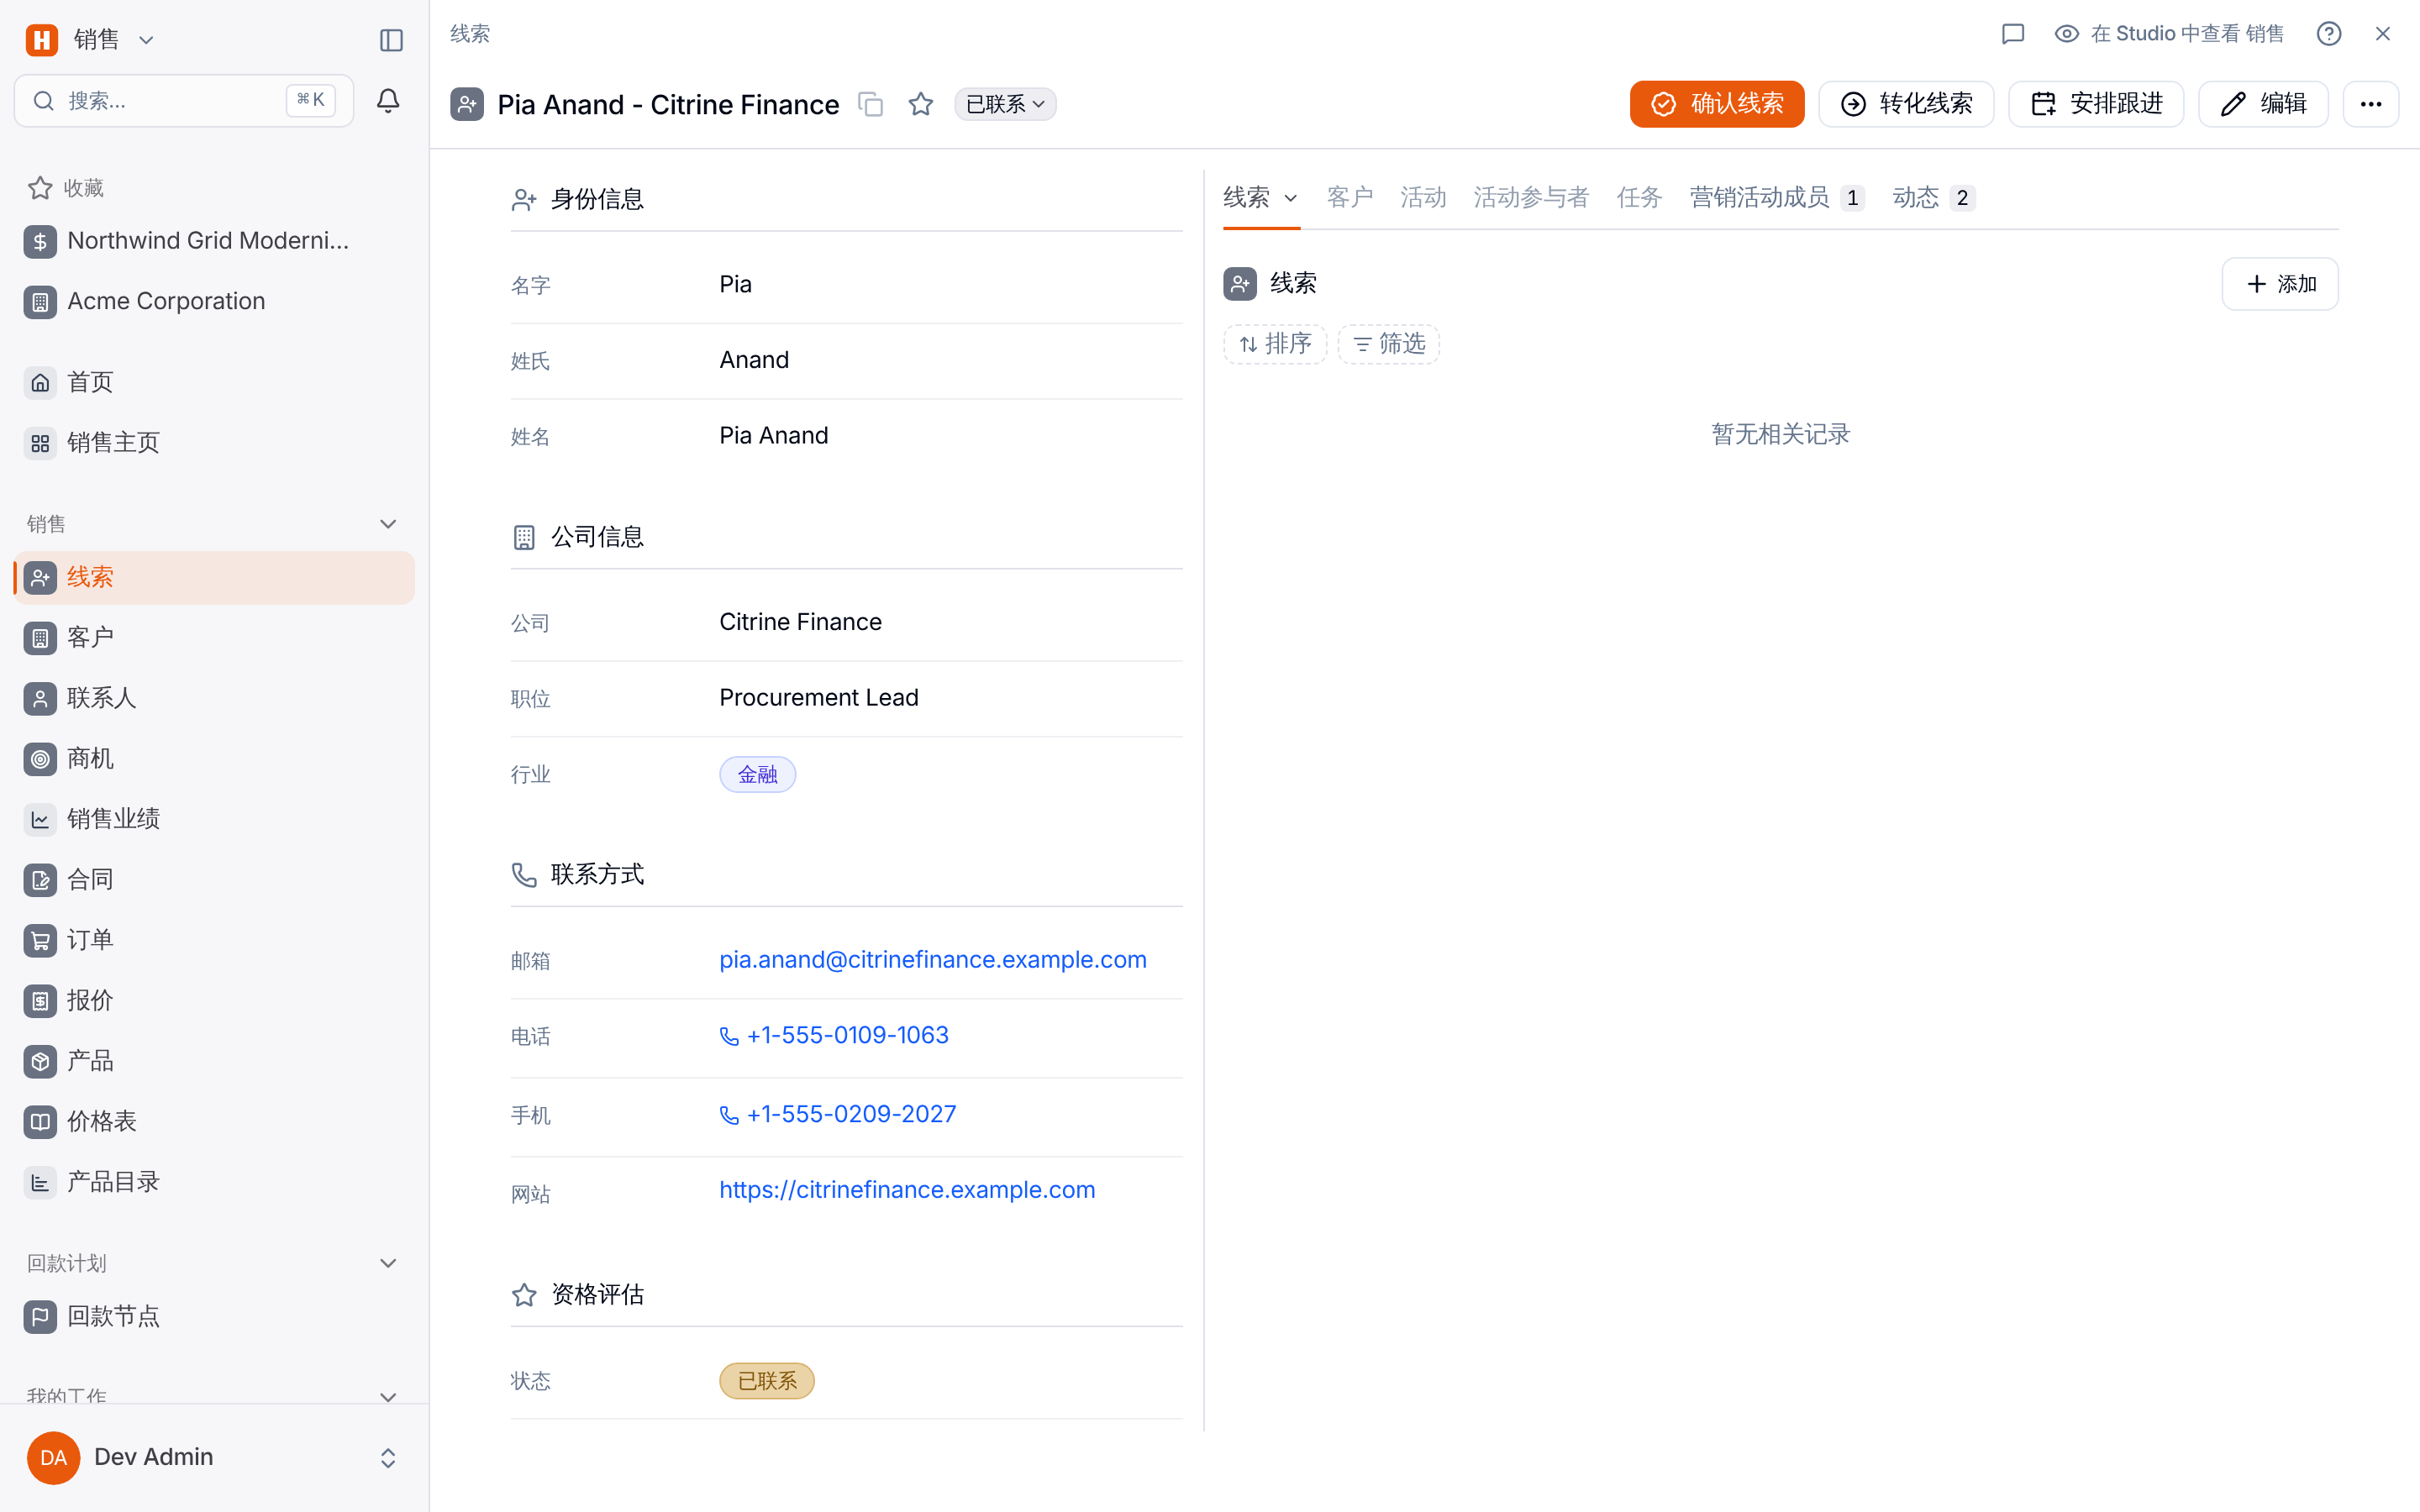 销售
搜索...
⌘K
收藏
Northwind Grid Moderni...
Acme Corporation
首页
销售主页
销售
线索
客户
联系人
商机
销售业绩
合同
订单
报价
产品
价格表
产品目录
回款计划
回款节点
我的工作
DA
Dev Admin
线索
在 Studio 中查看 销售
Pia Anand - Citrine Finance
已联系
确认线索
转化线索
安排跟进
编辑
身份信息
名字 Pia
姓氏 Anand
姓名 Pia Anand
公司信息
公司 Citrine Finance
职位 Procurement Lead
行业 金融
联系方式
邮箱 pia.anand@citrinefinance.example.com
电话 +1-555-0109-1063
手机 +1-555-0209-2027
网站 https://citrinefinance.example.com
资格评估
状态 已联系
线索 客户 活动 活动参与者 任务 营销活动成员 1 动态 2
线索
添加
排序 筛选
暂无相关记录